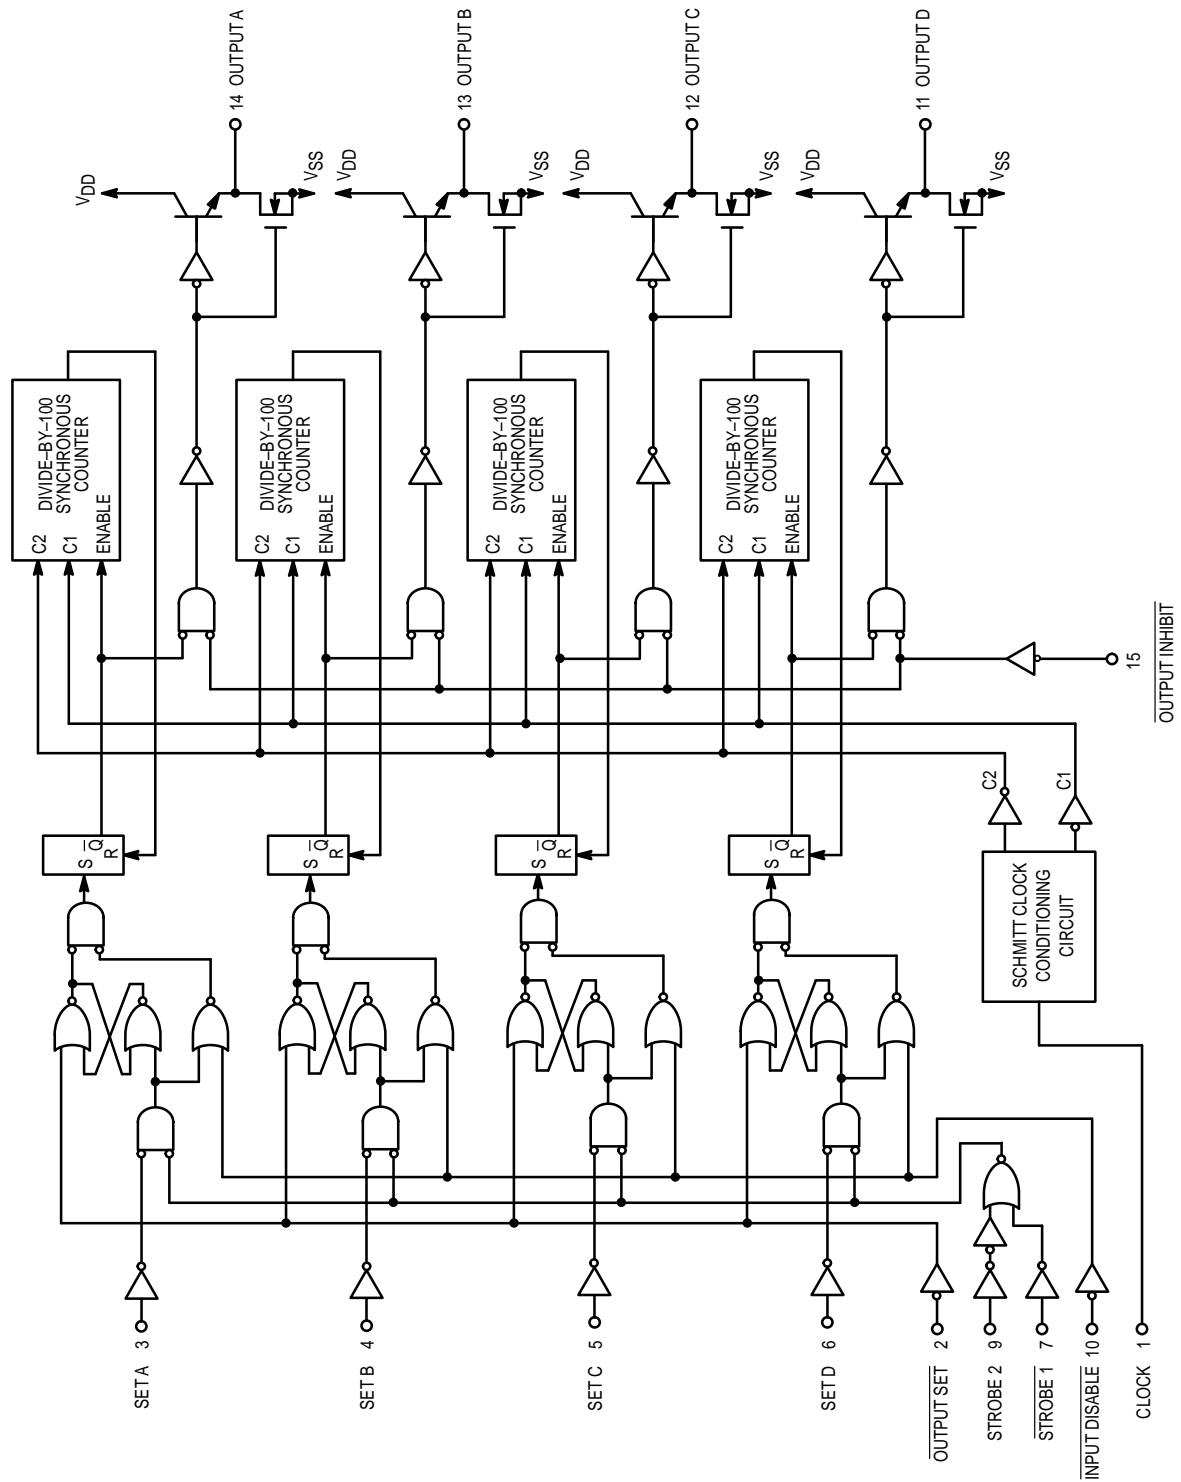 VDD
14 OUTPUT A
VSS
DIVIDE–BY–100
SYNCHRONOUS
COUNTER
C2
C1
ENABLE
S
Q
R
SET A 3
VDD
13 OUTPUT B
VSS
DIVIDE–BY–100
SYNCHRONOUS
COUNTER
C2
C1
ENABLE
S
Q
R
SET B 4
VDD
12 OUTPUT C
VSS
DIVIDE–BY–100
SYNCHRONOUS
COUNTER
C2
C1
ENABLE
S
Q
R
SET C 5
VDD
11 OUTPUT D
VSS
DIVIDE–BY–100
SYNCHRONOUS
COUNTER
C2
C1
ENABLE
S
Q
R
SET D 6
OUTPUT SET 2
STROBE 2 9
STROBE 1 7
INPUT DISABLE 10
CLOCK 1
SCHMITT CLOCK
CONDITIONING
CIRCUIT
C2
C1
15
OUTPUT INHIBIT